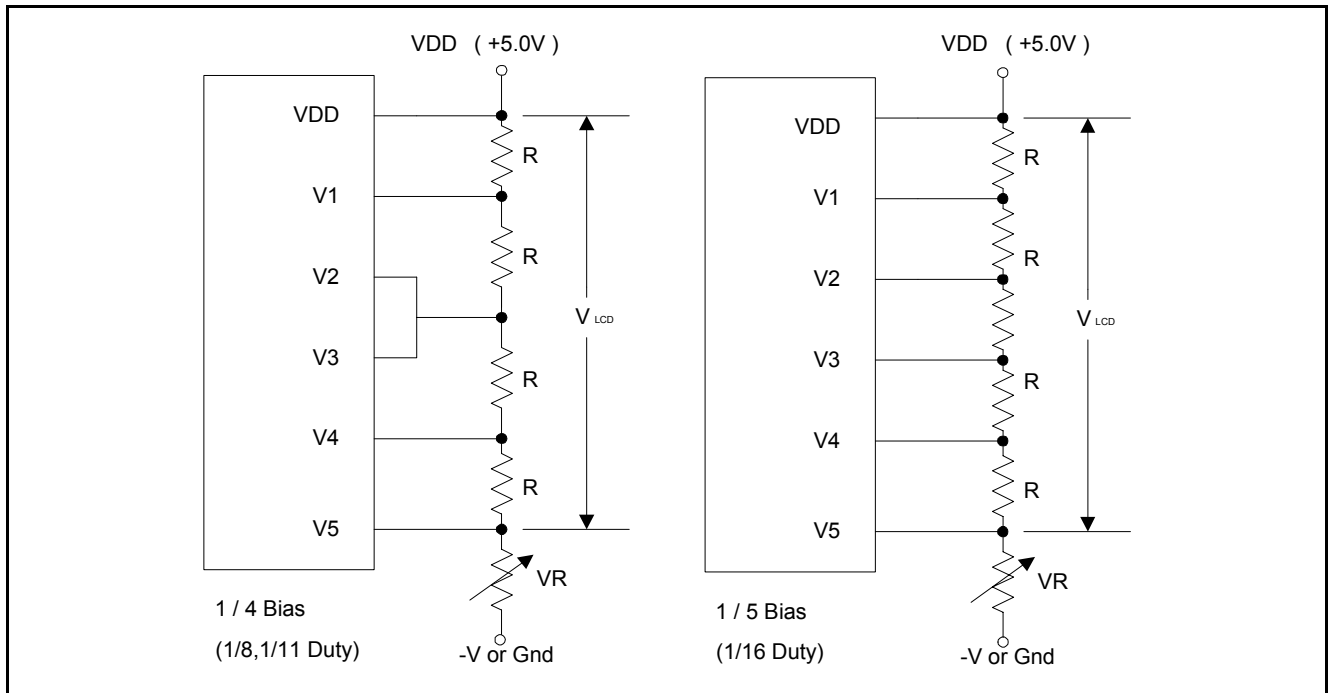 VDD ( +5.0V )
VDD
R
V1
R
V2
V LCD
V3
R
V4
R
V5
VR
1 / 4 Bias
(1/8,1/11 Duty)
-V or Gnd
VDD ( +5.0V )
VDD
R
V1
R
V2
V LCD
V3
R
V4
R
V5
VR
1 / 5 Bias
(1/16 Duty)
-V or Gnd